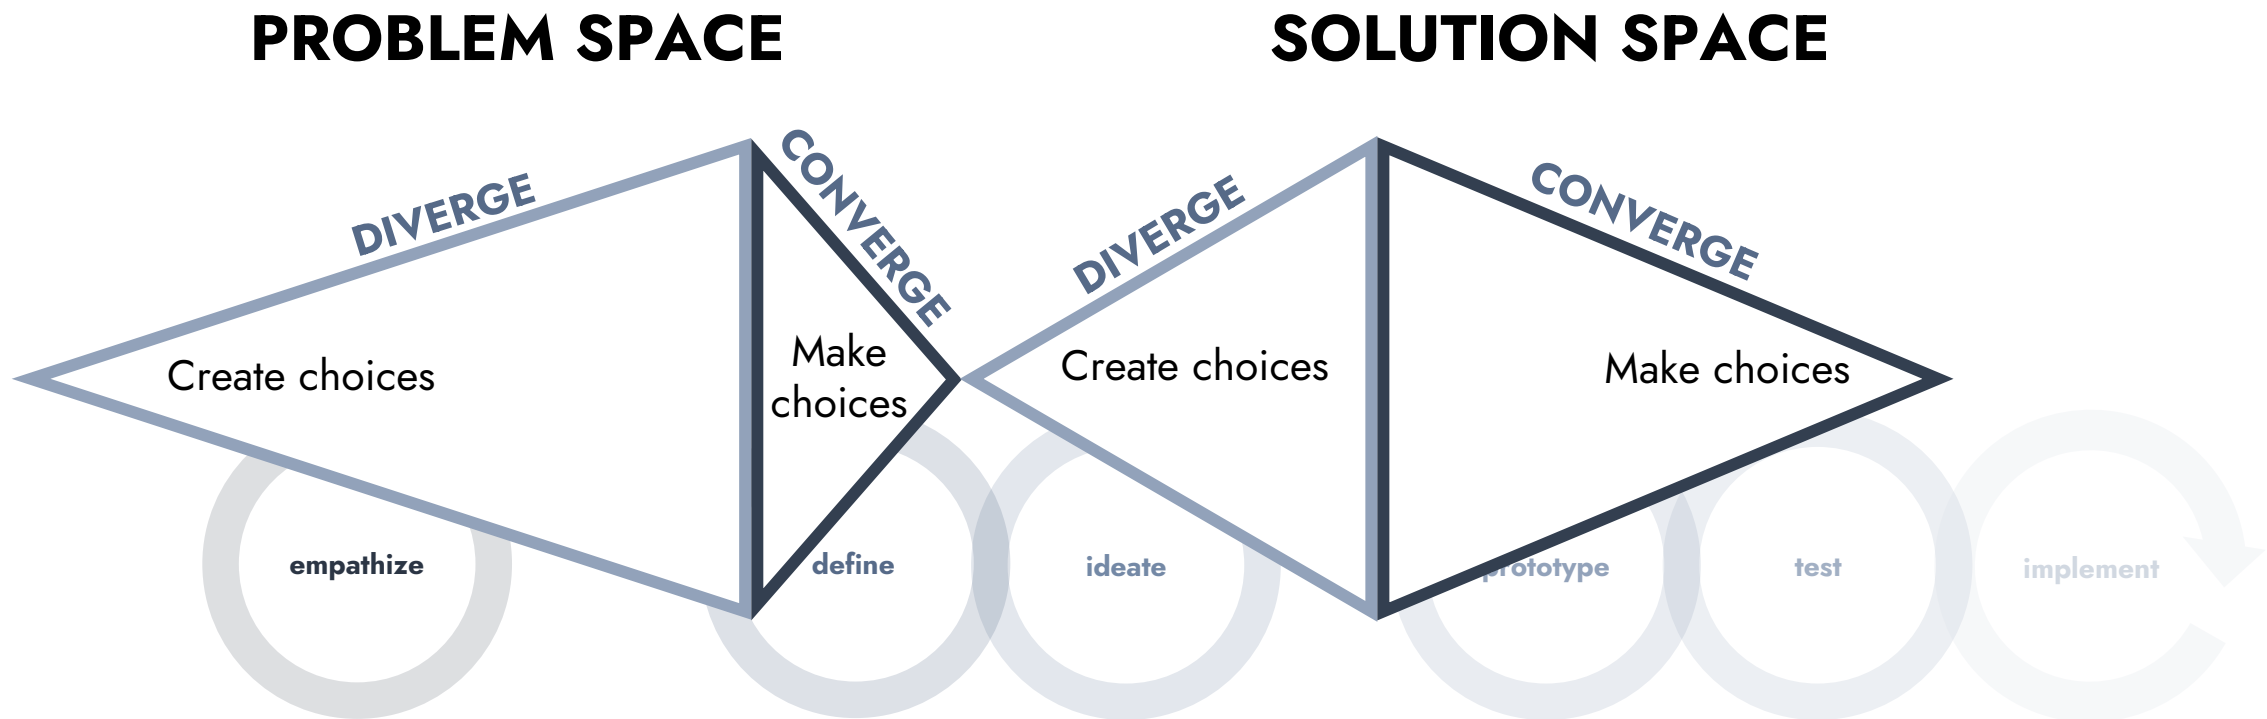 PROBLEM SPACE
SOLUTION SPACE
DIVERGE
CONVERGE
DIVERGE
CONVERGE
Create choices
Make
choices
Create choices
Make choices
empathize
define
ideate
prototype
test
implement